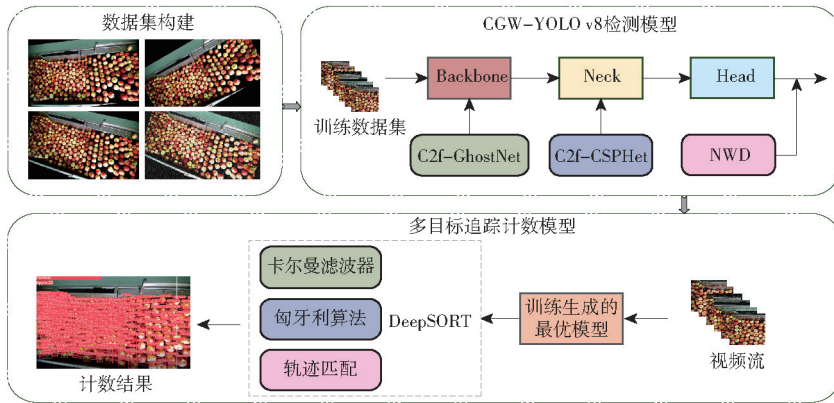 数据集构建
CGW-YOLO v8检测模型
训练数据集
Backbone
Neck
Head
C2f-GhostNet
C2f-CSPHet
NWD
多目标追踪计数模型
卡尔曼滤波器
匈牙利算法
轨迹匹配
DeepSORT
训练生成的
最优模型
视频流
计数结果